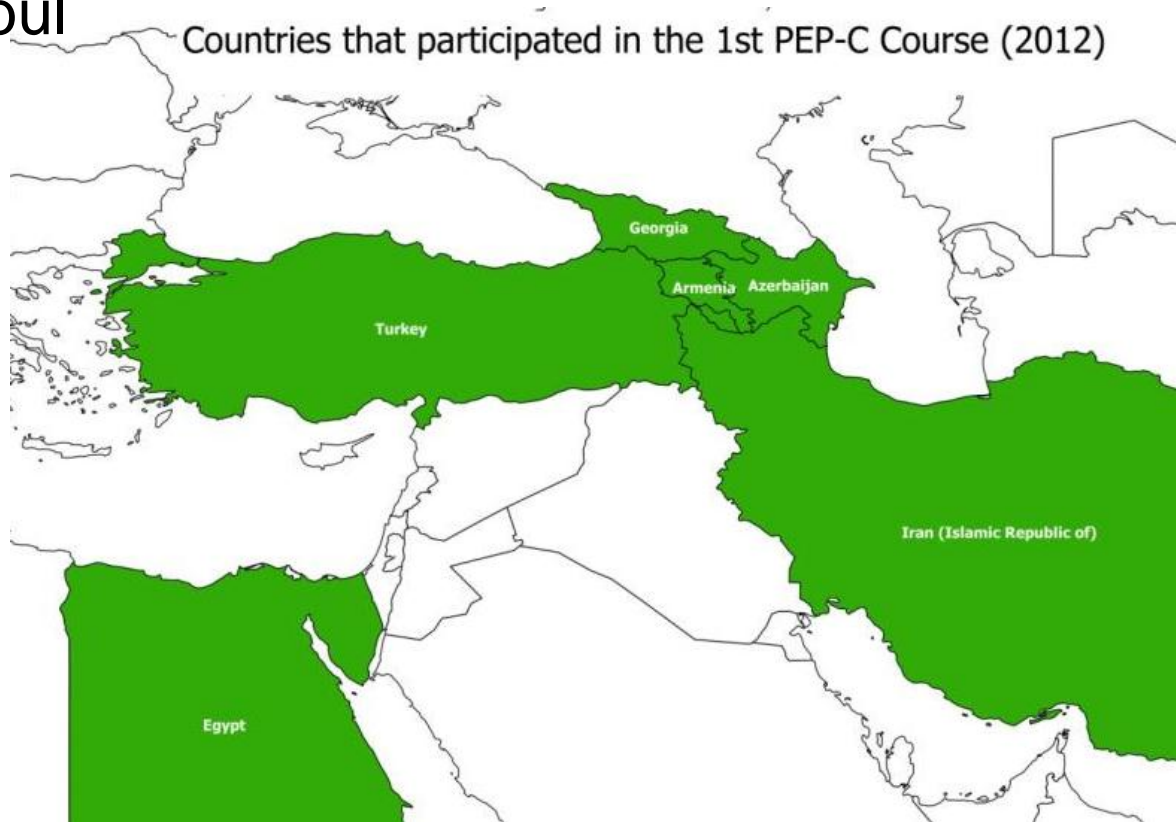 Countries that participated in the 1st PEP-C Course (2012)
Georgia
Armenia
Azerbaijan
Turkey
Iran (Islamic Republic of)
Egypt